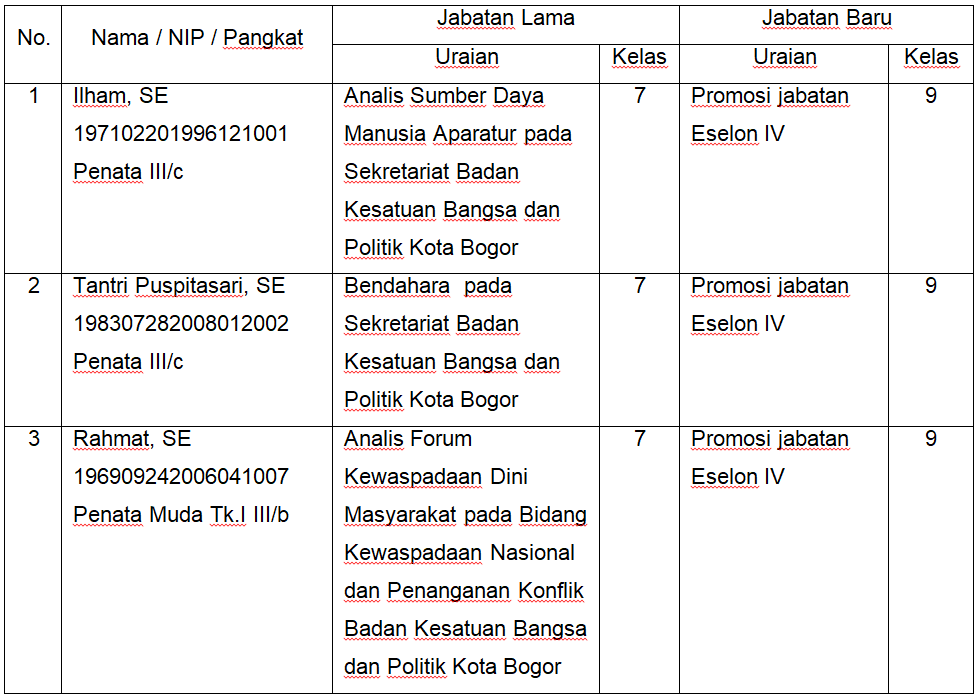 No.
Nama / NIP / Pangkat
Jabatan Lama
Jabatan Baru
Uraian
Kelas
Uraian
Kelas
1
Ilham, SE
197102201996121001
Penata III/c
Analis Sumber Daya
Manusia Aparatur pada
Sekretariat Badan
Kesatuan Bangsa dan
Politik Kota Bogor
7
Promosi jabatan
Eselon IV
9
2
Tantri Puspitasari, SE
198307282008012002
Penata III/c
Bendahara  pada
Sekretariat Badan
Kesatuan Bangsa dan
Politik Kota Bogor
7
Promosi jabatan
Eselon IV
9
3
Rahmat, SE
196909242006041007
Penata Muda Tk.I III/b
Analis Forum
Kewaspadaan Dini
Masyarakat pada Bidang
Kewaspadaan Nasional
dan Penanganan Konflik
Badan Kesatuan Bangsa
dan Politik Kota Bogor
7
Promosi jabatan
Eselon IV
9